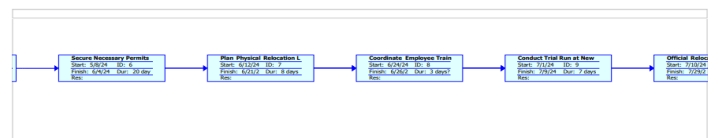 Secure Necessary Permits
Start: 5/8/24 ID: 6
Finish: 6/4/24 Dur: 20 day
Res:
Plan Physical Relocation L
Start: 6/12/24 ID: 7
Finish: 6/21/2 Dur: 8 days
Res:
Coordinate Employee Train
Start: 6/24/24 ID: 8
Finish: 6/26/2 Dur: 3 days?
Res:
Conduct Trial Run at New
Start: 7/1/24 ID: 9
Finish: 7/9/24 Dur: 7 days
Res:
Official Reloc
Start: 7/10/24
Finish: 7/29/2
Res: